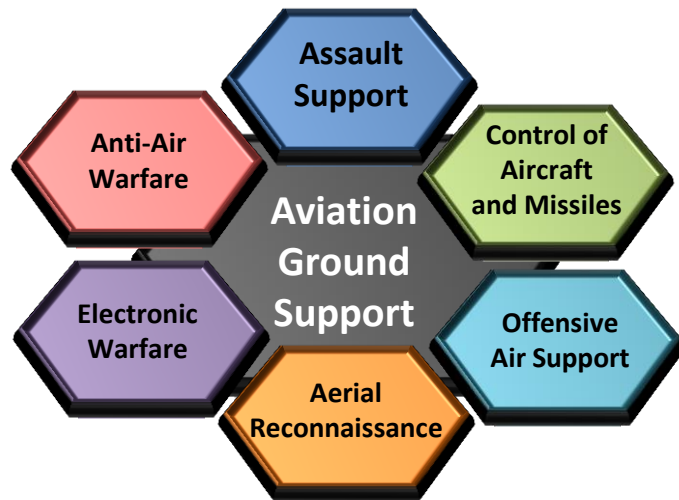 Assault
Support
Anti-Air
Warfare
Control of
Aircraft
and Missiles
Aviation
Ground
Support
Electronic
Warfare
Offensive
Air Support
Aerial
Reconnaissance